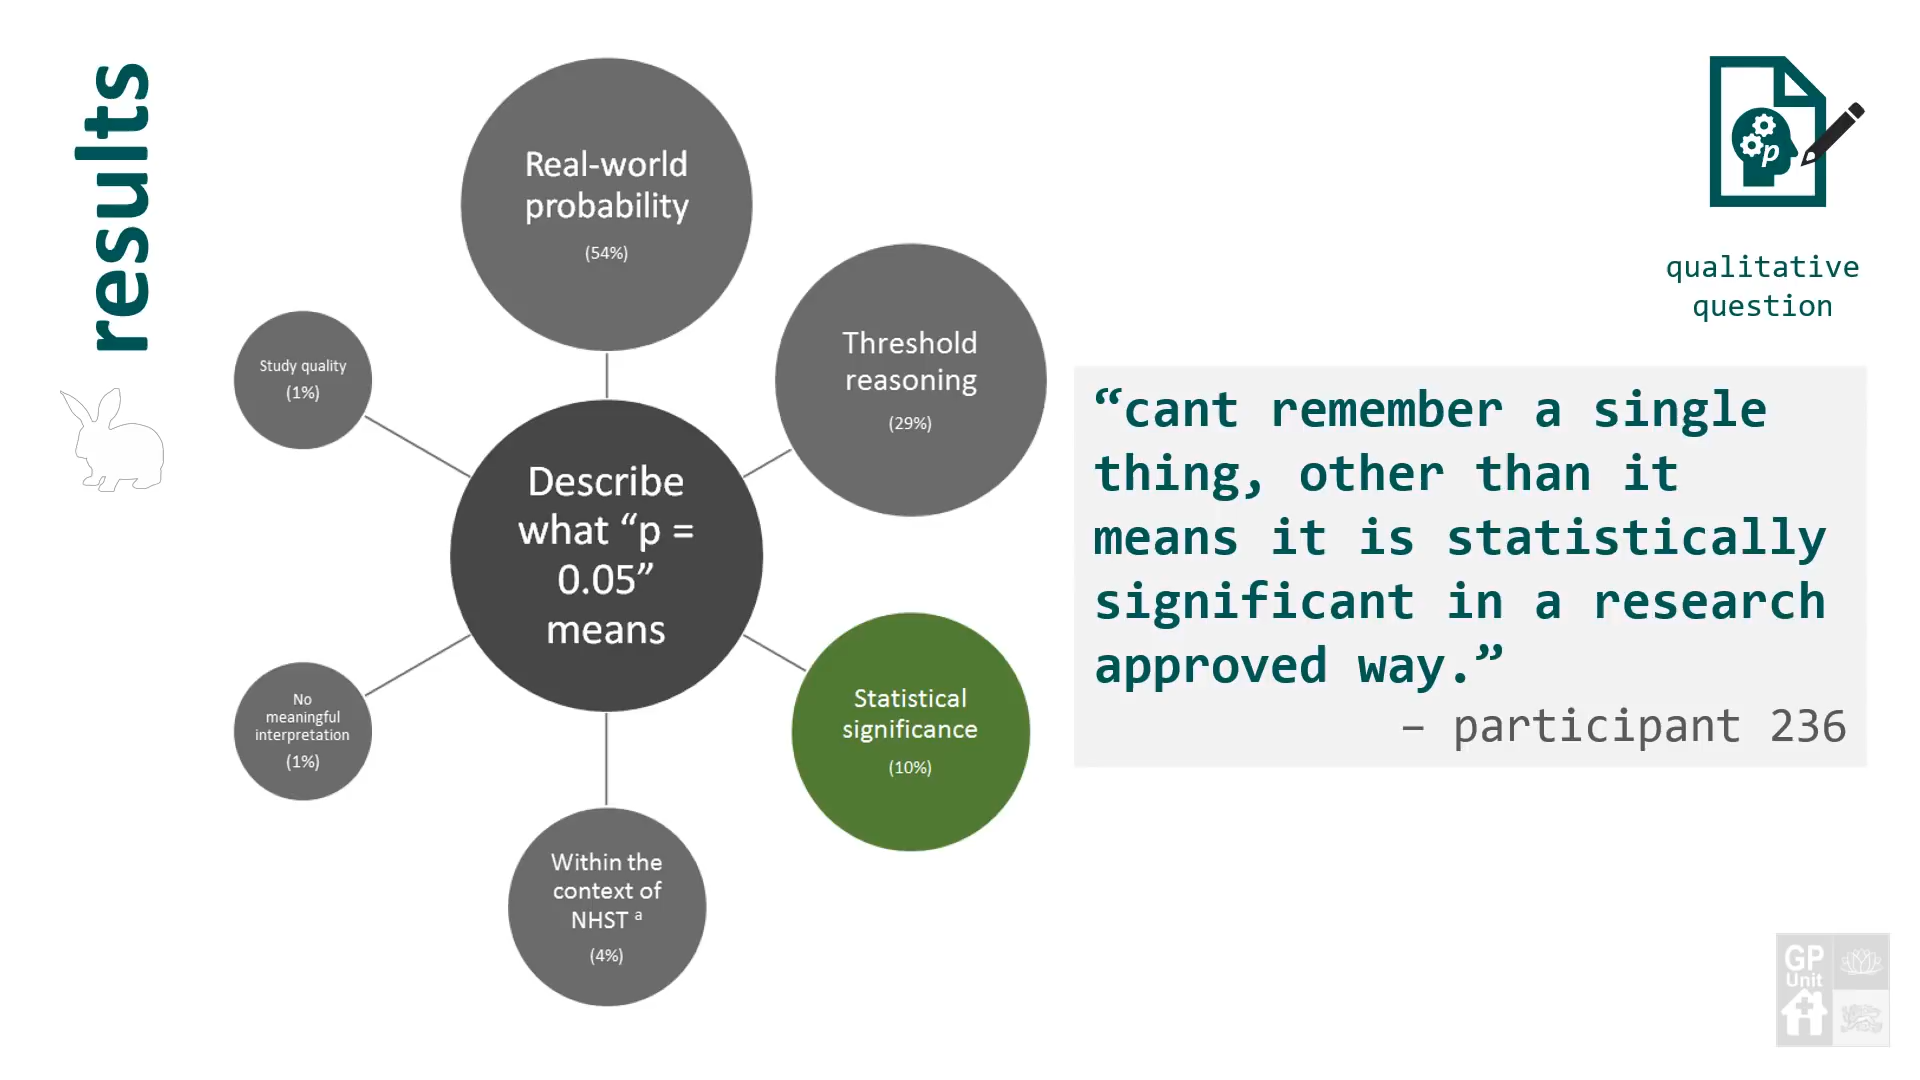 results
Real-world
probability
(54%)
Threshold
reasoning
(29%)
Statistical
significance
(10%)
Within the
context of
NHST a
(4%)
No
meaningful
interpretation
(1%)
Study quality
(1%)
Describe
what “p =
0.05”
means
p
qualitative
question
“cant remember a single
thing, other than it
means it is statistically
significant in a research
approved way.”
– participant 236
GP
Unit